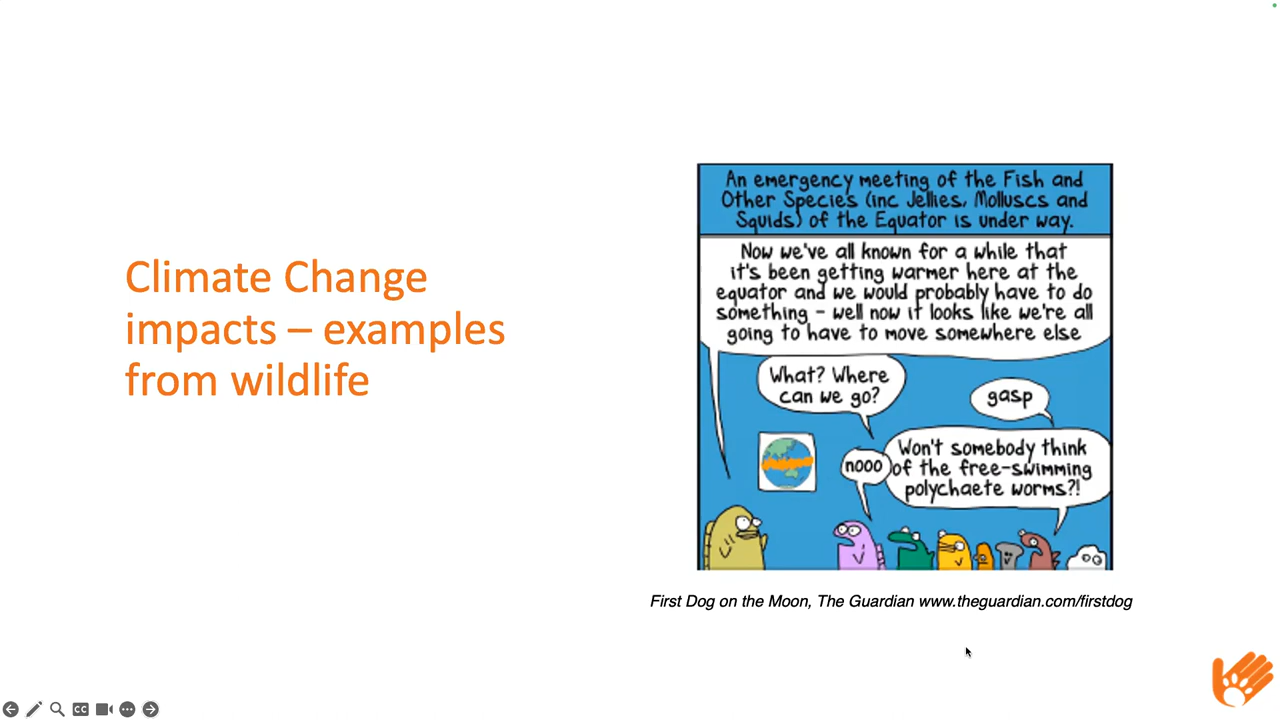 Climate Change
impacts – examples
from wildlife
An emergency meeting of the Fish and
Other Species (inc Jellies, Molluscs and
Squids) of the Equator is under way.
Now we've all known for a while that
it's been getting warmer here at the
equator and we would probably have to do
something – well now it looks like we're all
going to have to move somewhere else
What? Where
can we go?
gasp
nooo
Won't somebody think
of the free-swimming
polychaete worms?!
First Dog on the Moon, The Guardian www.theguardian.com/firstdog
CC